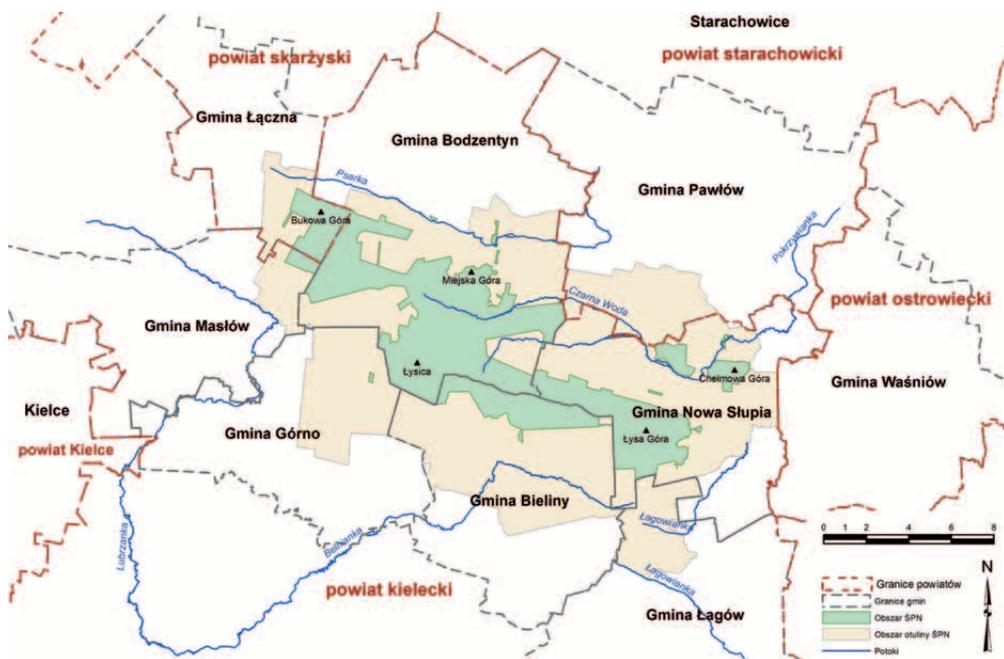 Starachowice
powiat skarżyski
powiat starachowicki
Gmina Łączna
Gmina Bodzentyn
Psarka
Gmina Pawłów
Bukowa Góra
Pokrzywianka
Miejska Góra
Czarna Woda
powiat ostrowiecki
Gmina Masłów
Łysica
Chełmowa Góra
Gmina Waśniów
Kielce
Gmina Nowa Słupia
Gmina Górno
Łysa Góra
powiat Kielce
Gmina Bieliny
Łagowianka
Lubrzanka
Belnianka
0 1 2 4 6 8
powiat kielecki
Łagowianka
N
Gmina Łagów
Granice powiatów
Granice gmin
Obszar ŚPN
Obszar otuliny ŚPN
Potoki